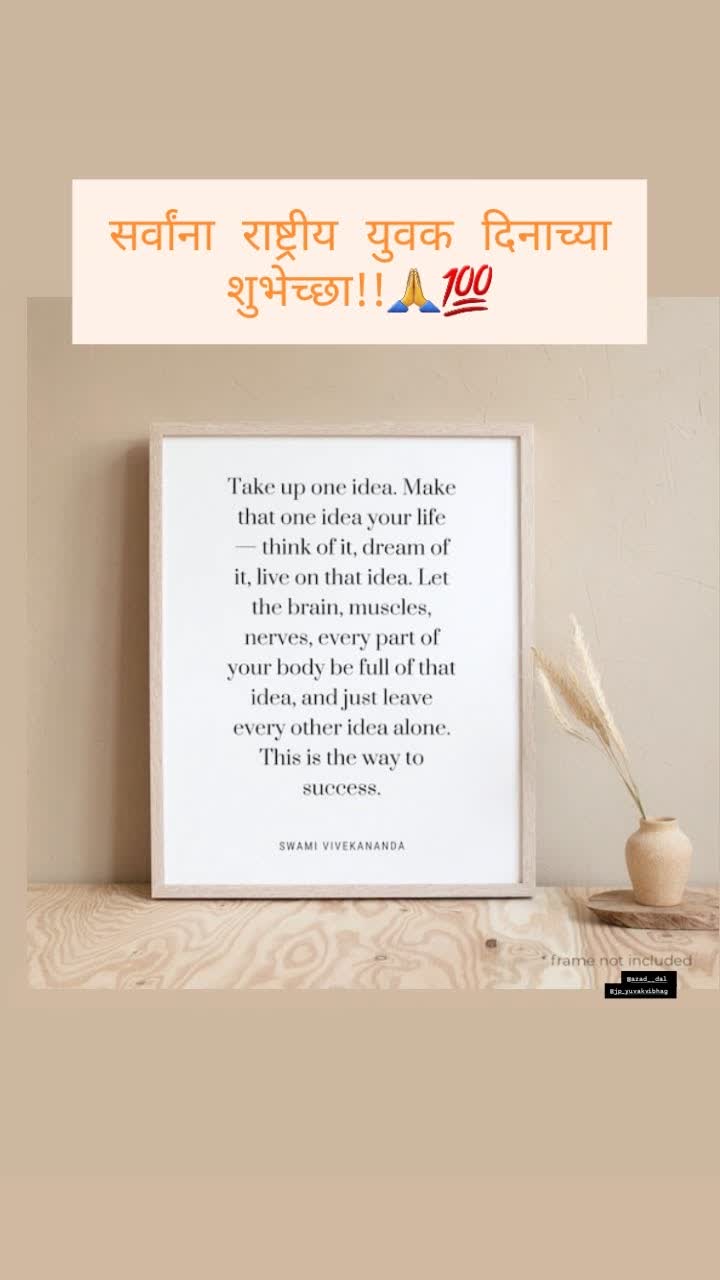 सर्वांना राष्ट्रीय युवक दिनाच्या
शुभेच्छा!!🙏💯
Take up one idea. Make
that one idea your life
— think of it, dream of
it, live on that idea. Let
the brain, muscles,
nerves, every part of
your body be full of that
idea, and just leave
every other idea alone.
This is the way to
success.
SWAMI VIVEKANANDA
* frame not included
@azad__dal
@jp_yuvakvibhag